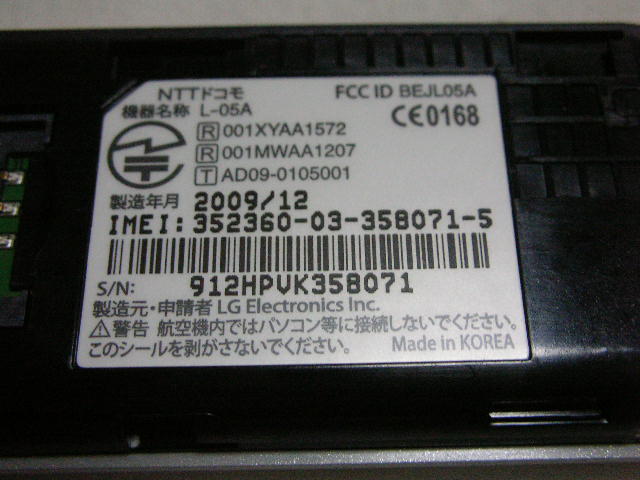 NTTドコモ FCC ID BEJL05A
機器名称 L-05A CE0168
R 001XYAA1572
R 001MWAA1207
T AD09-0105001
製造年月 2009/12
IMEI: 352360-03-358071-5
S/N: 912HPVK358071
製造元・申請者 LG Electronics Inc.
⚠警告 航空機内ではパソコン等に接続しないでください。
このシールを剥がさないでください。 Made in KOREA